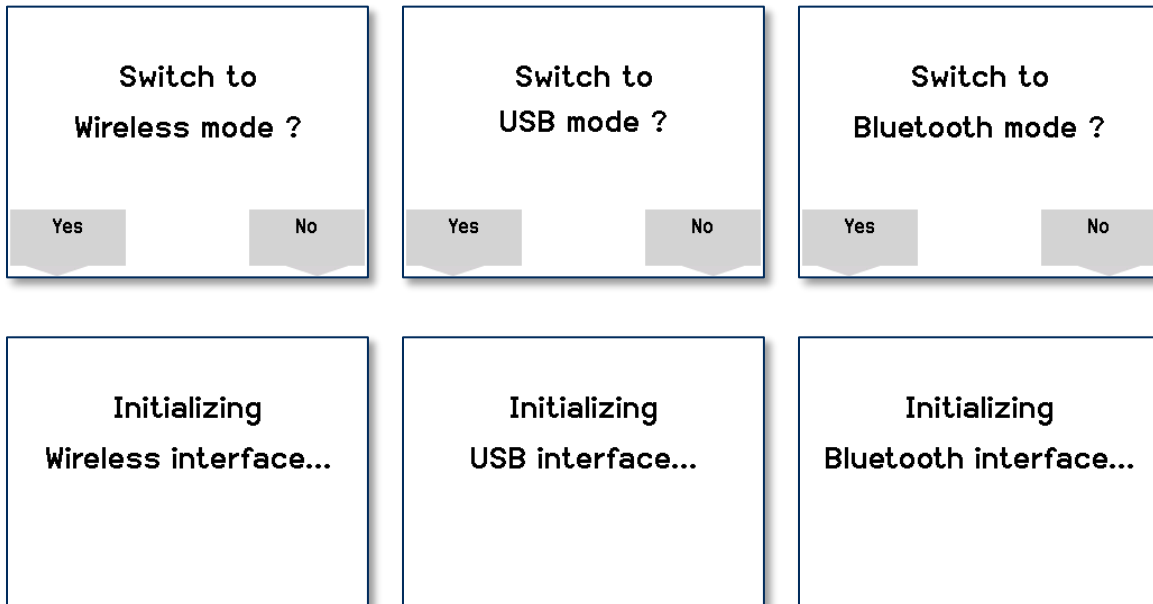 Switch to
Wireless mode ?
Yes
No
Switch to
USB mode ?
Yes
No
Switch to
Bluetooth mode ?
Yes
No
Initializing
Wireless interface...
Initializing
USB interface...
Initializing
Bluetooth interface...